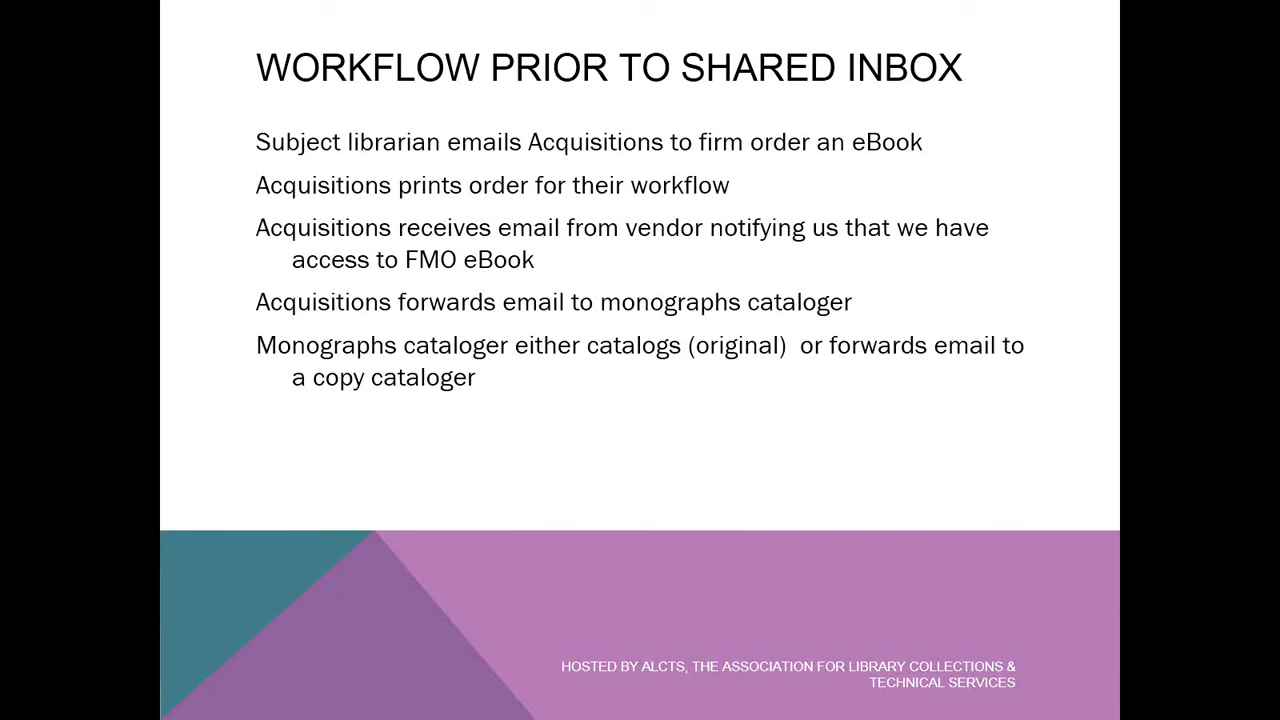 WORKFLOW PRIOR TO SHARED INBOX
Subject librarian emails Acquisitions to firm order an eBook
Acquisitions prints order for their workflow
Acquisitions receives email from vendor notifying us that we have
access to FMO eBook
Acquisitions forwards email to monographs cataloger
Monographs cataloger either catalogs (original)  or forwards email to
a copy cataloger
HOSTED BY ALCTS, THE ASSOCIATION FOR LIBRARY COLLECTIONS &
TECHNICAL SERVICES